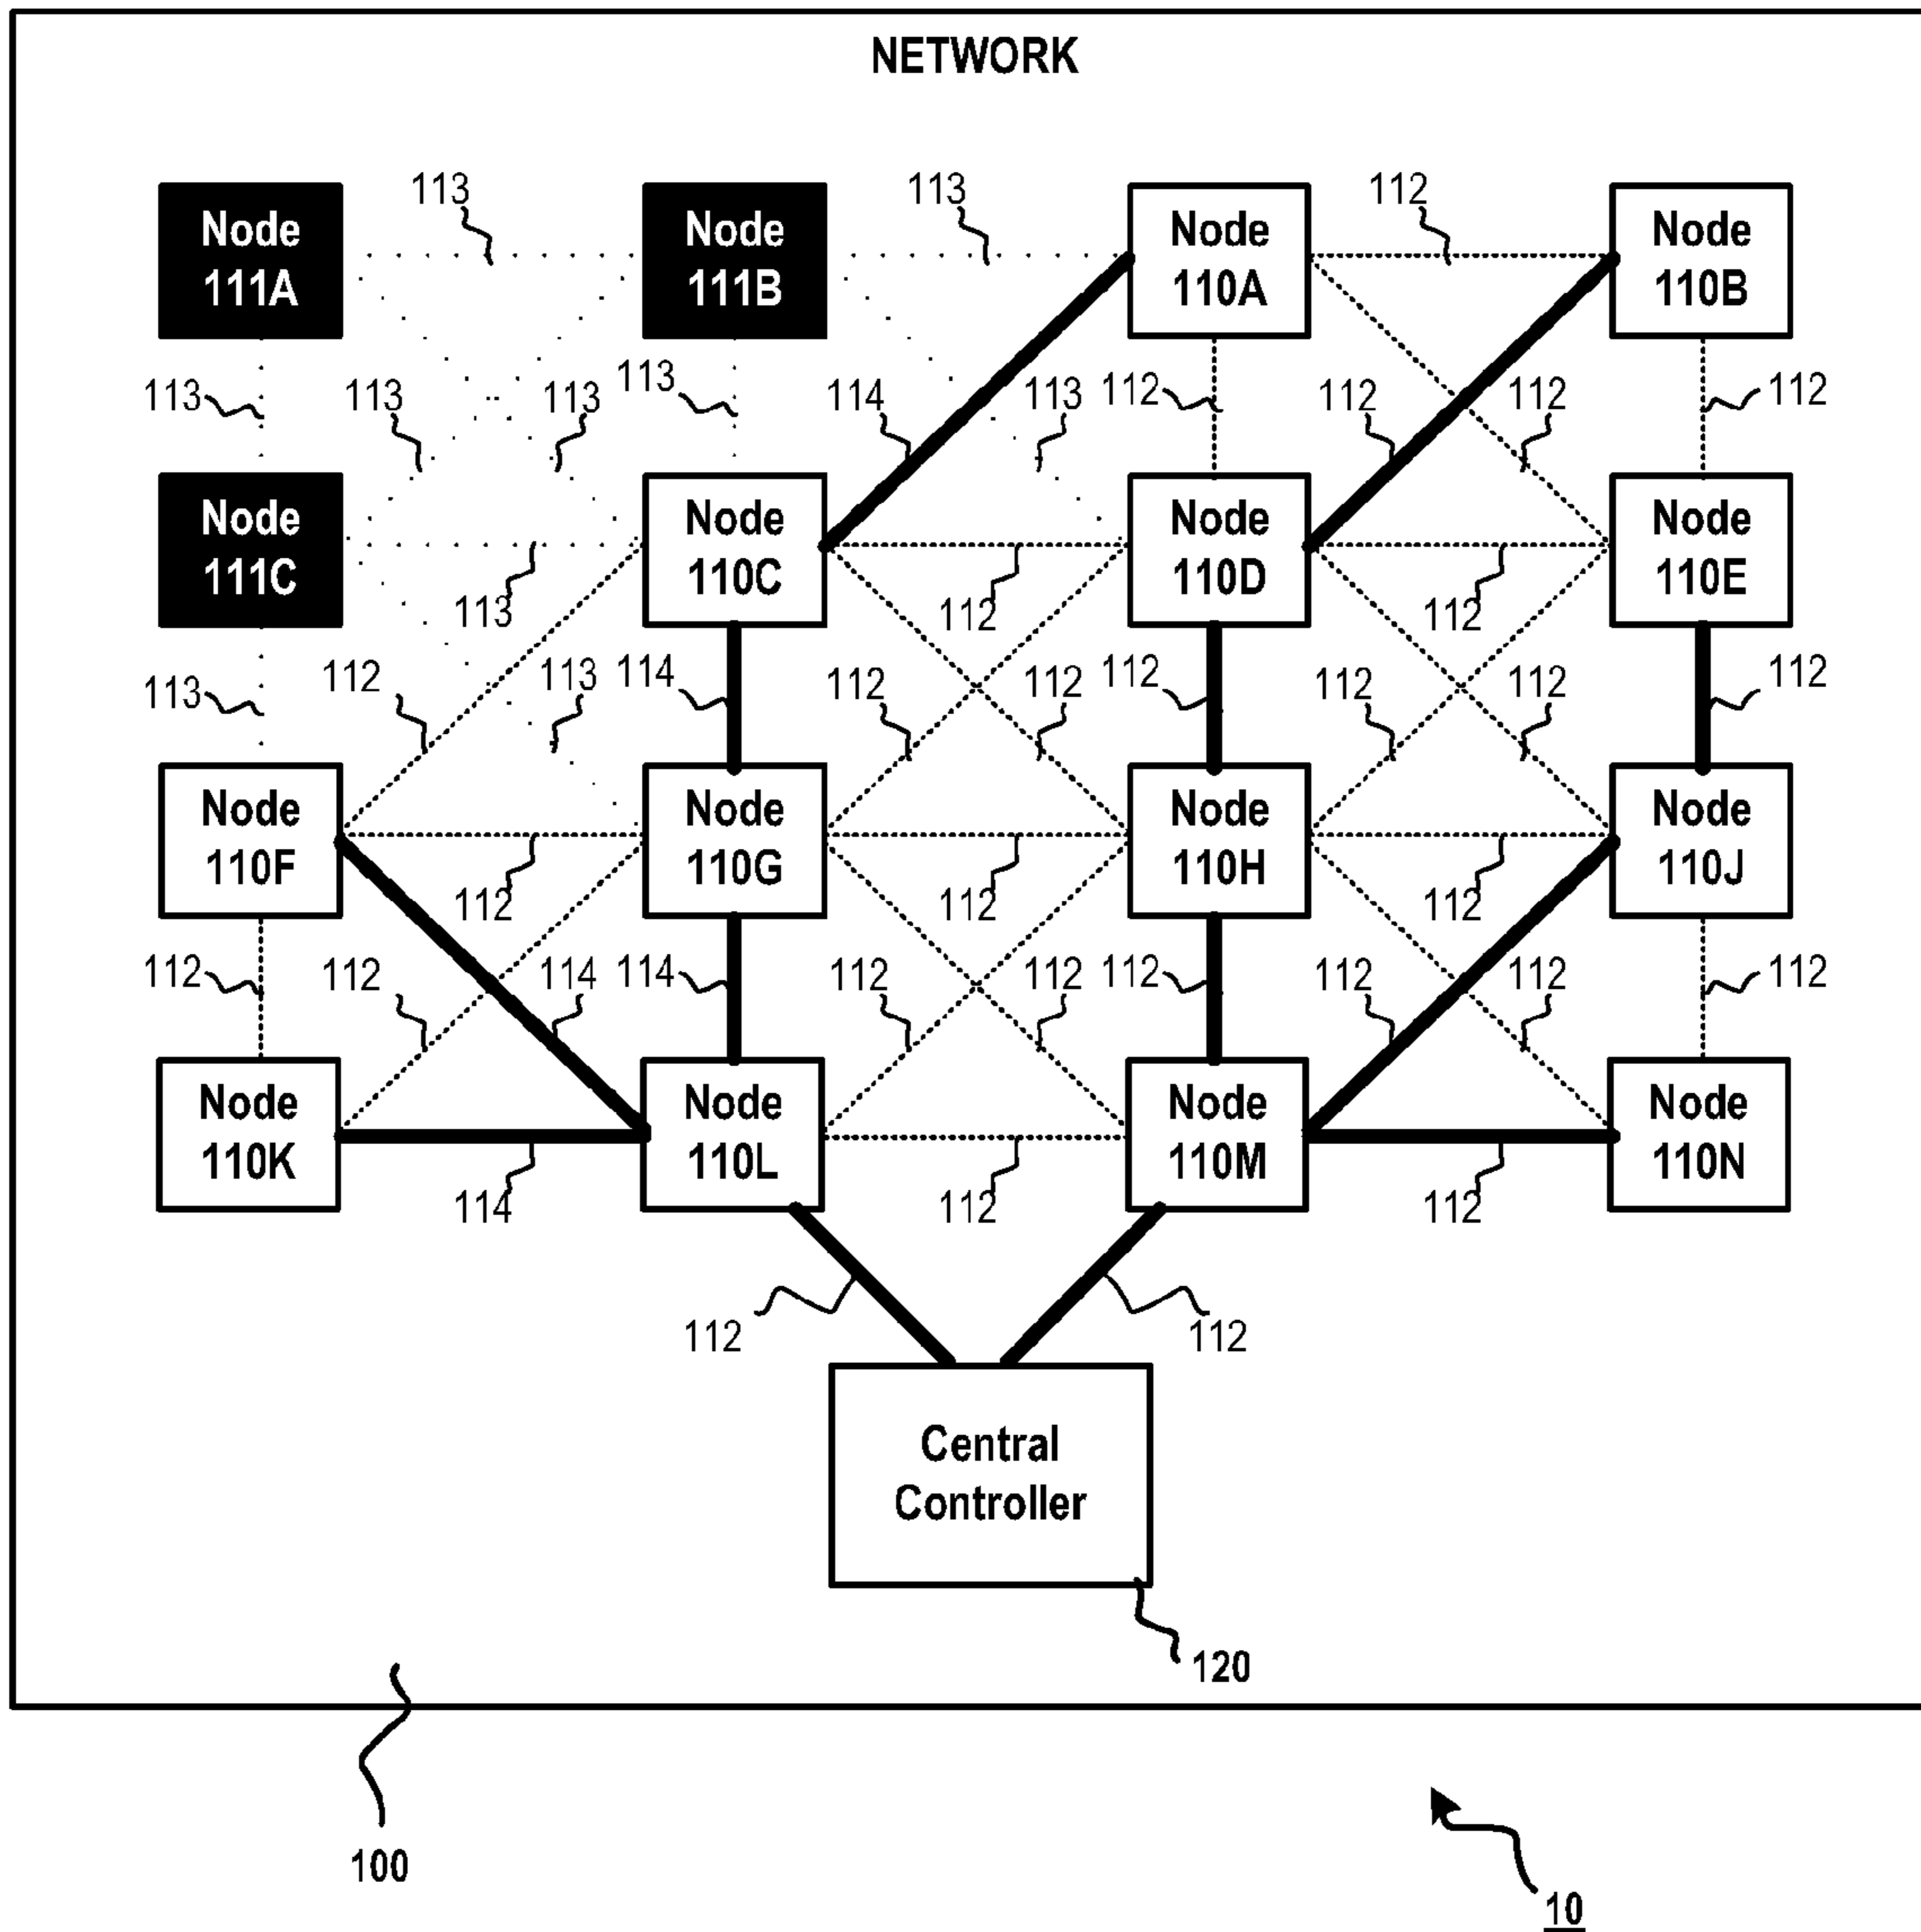 NETWORK
113 113 112
Node Node Node Node
111A 111B 110A 110B
113 113 113 113 114 112 113 112 112 112
Node Node Node Node
111C 110C 110D 110E
113 112 112
113 112 113 114 112 112 112 112 112 112
Node Node Node Node
110F 110G 110H 110J
112 112 112
112 112 114 114 112 112 112 112 112 112
Node Node Node Node
110K 110L 110M 110N
114 112 112
112 112
Central
Controller
120
100
10